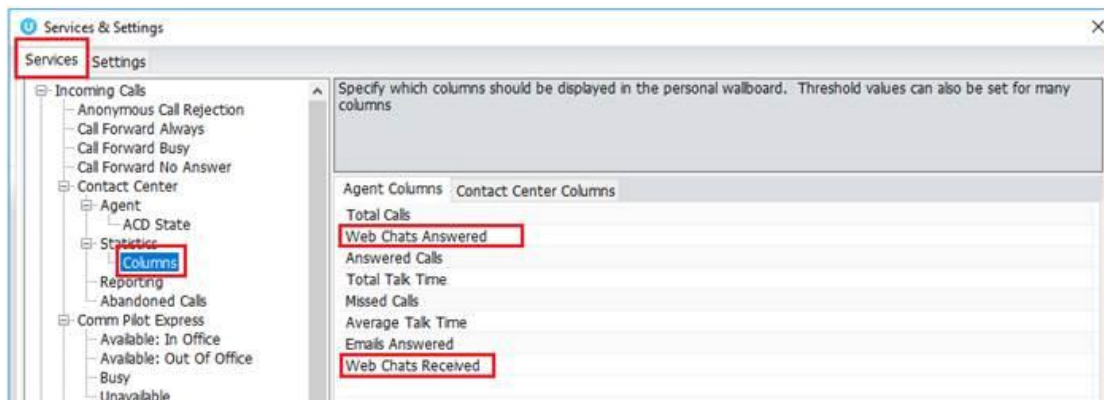 Services & Settings
Services Settings
Incoming Calls
Anonymous Call Rejection
Call Forward Always
Call Forward Busy
Call Forward No Answer
Contact Center
Agent
ACD State
Statistics
Columns
Reporting
Abandoned Calls
Comm Pilot Express
Available: In Office
Available: Out Of Office
Busy
Unavailable
Specify which columns should be displayed in the personal wallboard. Threshold values can also be set for many
columns
Agent Columns Contact Center Columns
Total Calls
Web Chats Answered
Answered Calls
Total Talk Time
Missed Calls
Average Talk Time
Emails Answered
Web Chats Received